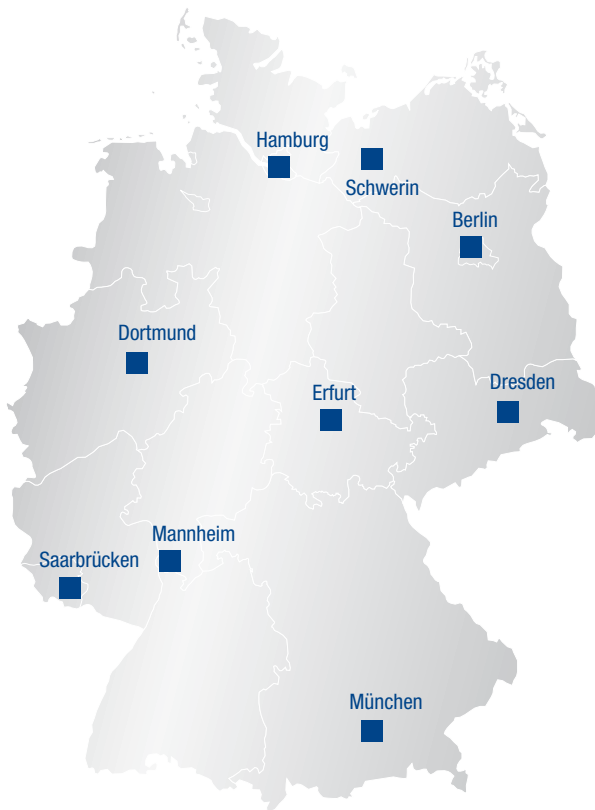 Hamburg
Schwerin
Berlin
Dortmund
Erfurt
Dresden
Mannheim
Saarbrücken
München